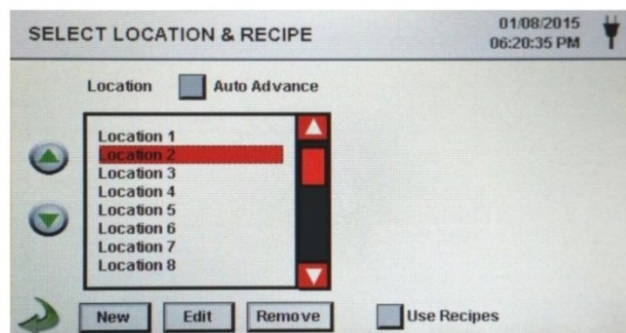 SELECT LOCATION & RECIPE
01/08/2015
06:20:35 PM
Location Auto Advance
Location 1
Location 2
Location 3
Location 4
Location 5
Location 6
Location 7
Location 8
New Edit Remove Use Recipes